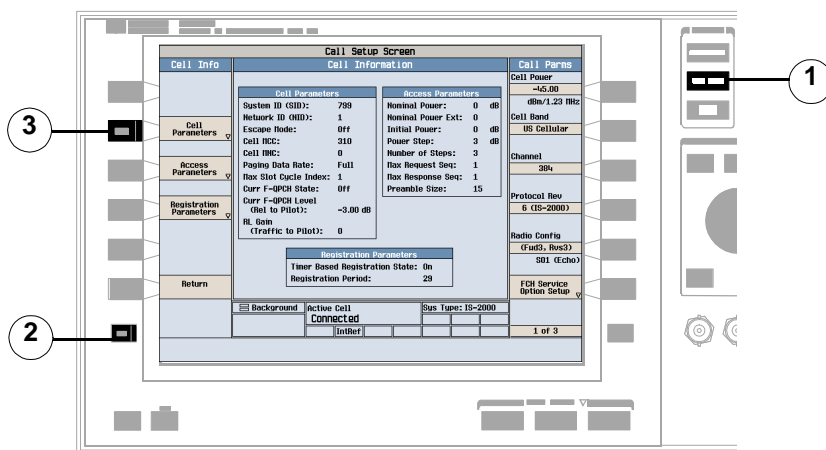 Call Setup Screen
Cell Info
Cell Information
Call Parms
Cell Parameters
System ID (SID): 799
Network ID (NID): 1
Escape Mode: Off
Cell MCC: 310
Cell MNC: 0
Paging Data Rate: Full
Max Slot Cycle Index: 1
Curr F-QPCH State: Off
Curr F-QPCH Level
(Rel to Pilot): -3.00 dB
RL Gain
(Traffic to Pilot): 0
Access Parameters
Nominal Power: 0 dB
Nominal Power Ext: 0
Initial Power: 0 dB
Power Step: 3 dB
Number of Steps: 3
Max Request Seq: 1
Max Response Seq: 1
Preamble Size: 15
Registration Parameters
Timer Based Registration State: On
Registration Period: 29
Cell
Parameters
Access
Parameters
Registration
Parameters
Return
Cell Power
-45.00
dBm/1.23 MHz
Cell Band
US Cellular
Channel
384
Protocol Rev
6 (IS-2000)
Radio Config
(Fwd3, Rvs3)
SO1 (Echo)
FCH Service
Option Setup
1 of 3
Background
Active Cell
Connected
Sys Type: IS-2000
IntRef
1
2
3